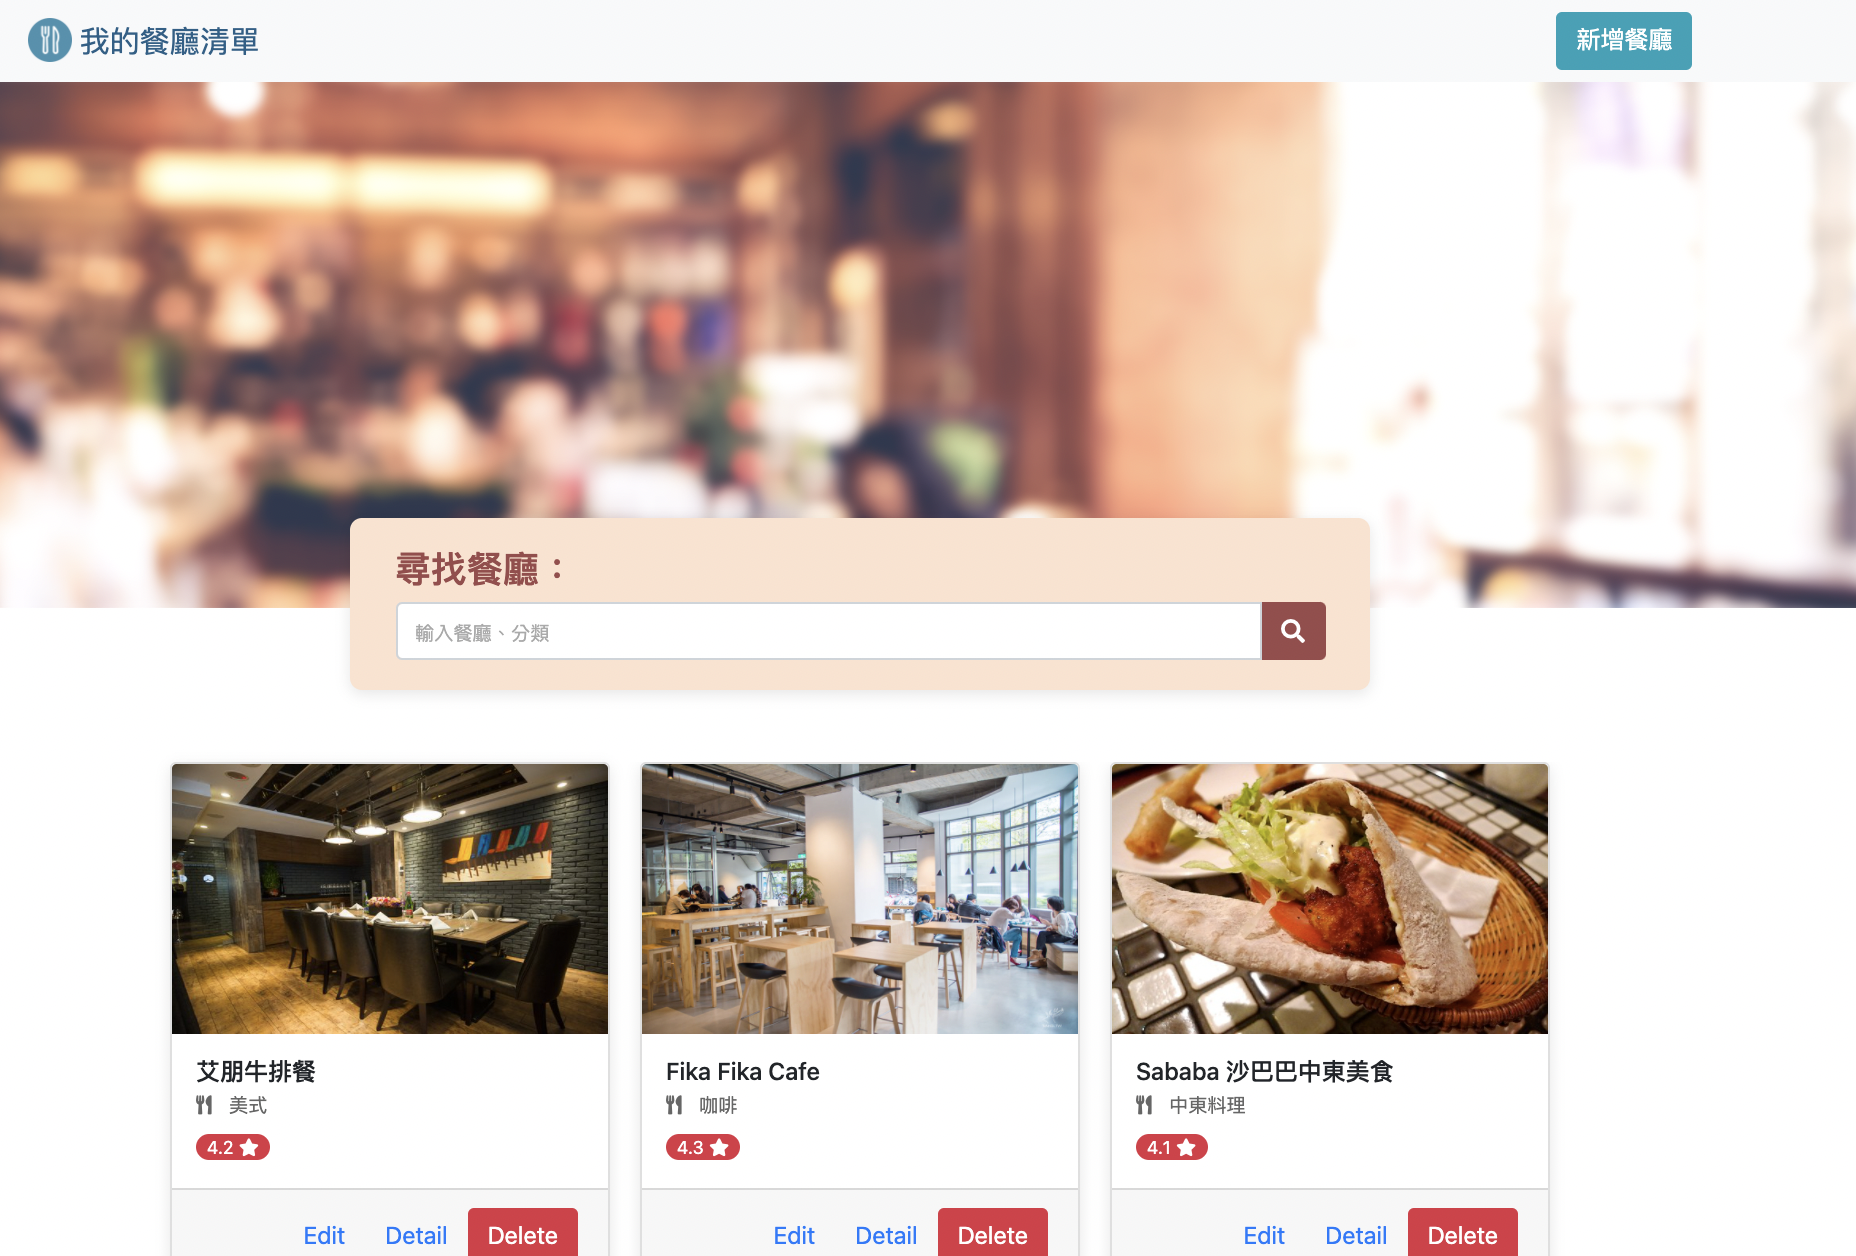 我的餐廳清單
新增餐廳
尋找餐廳：
輸入餐廳、分類
艾朋牛排餐
美式
4.2
Edit Detail Delete
Fika Fika Cafe
咖啡
4.3
Edit Detail Delete
Sababa 沙巴巴中東美食
中東料理
4.1
Edit Detail Delete